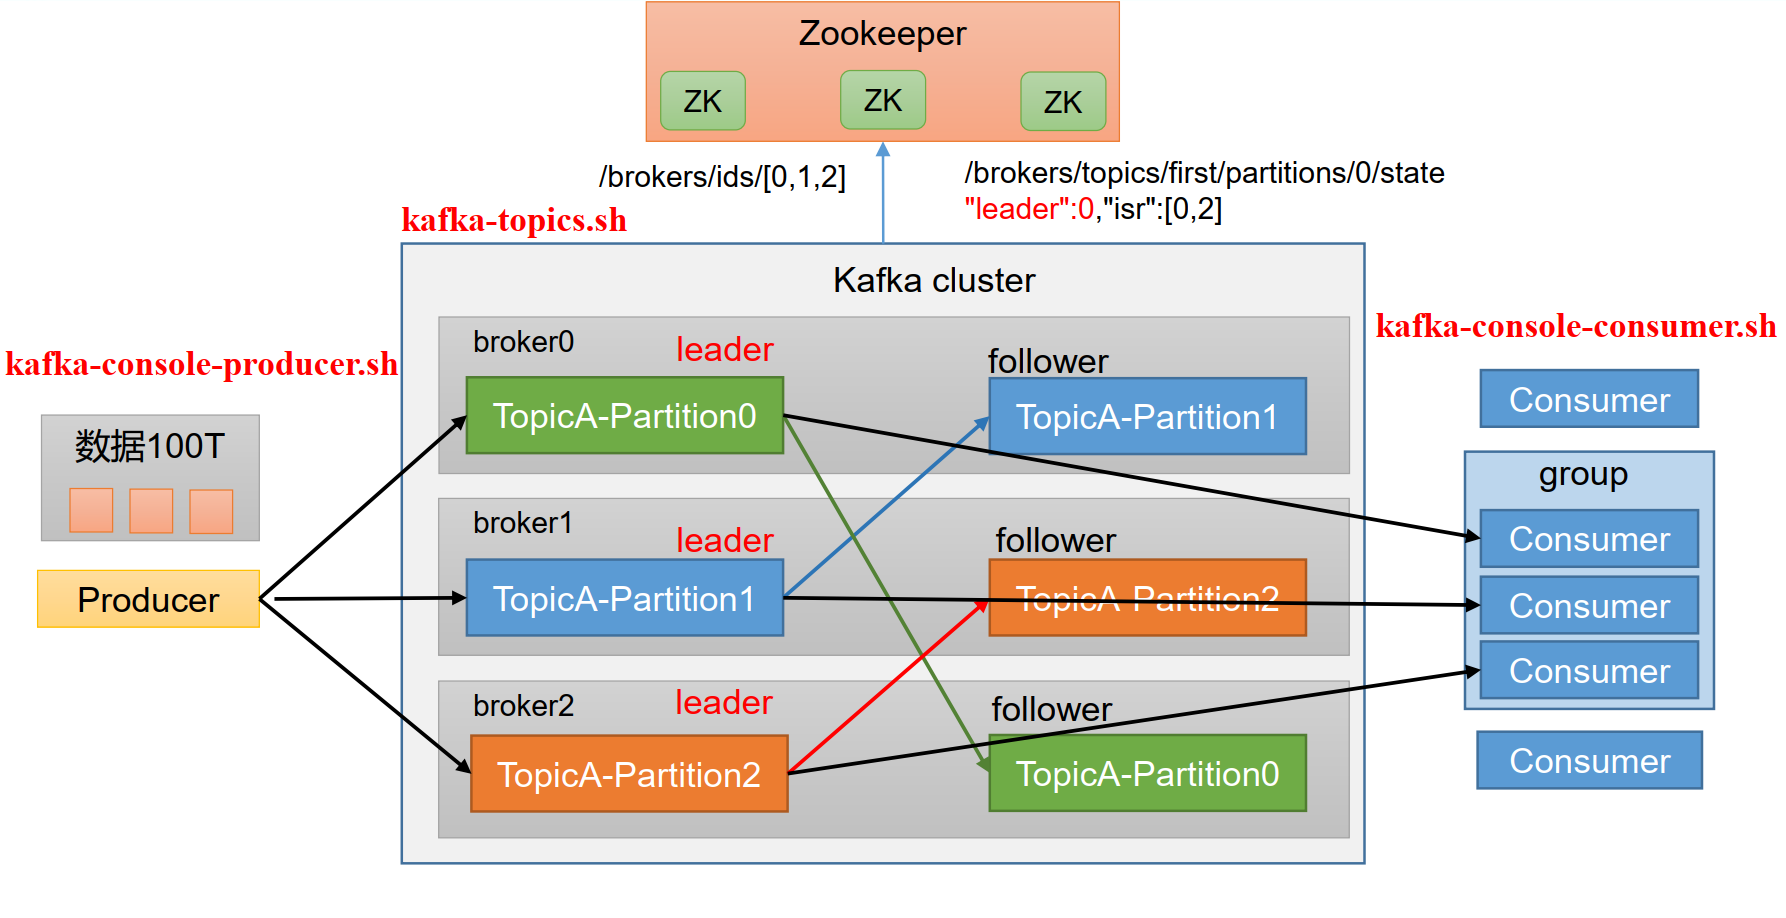 Zookeeper
ZK
ZK
ZK
/brokers/ids/[0,1,2]
/brokers/topics/first/partitions/0/state
"leader":0,"isr":[0,2]
kafka-topics.sh
Kafka cluster
kafka-console-producer.sh
数据100T
Producer
broker0
leader
follower
TopicA-Partition0
TopicA-Partition1
broker1
leader
follower
TopicA-Partition1
TopicA-Partition2
broker2
leader
follower
TopicA-Partition2
TopicA-Partition0
kafka-console-consumer.sh
Consumer
group
Consumer
Consumer
Consumer
Consumer